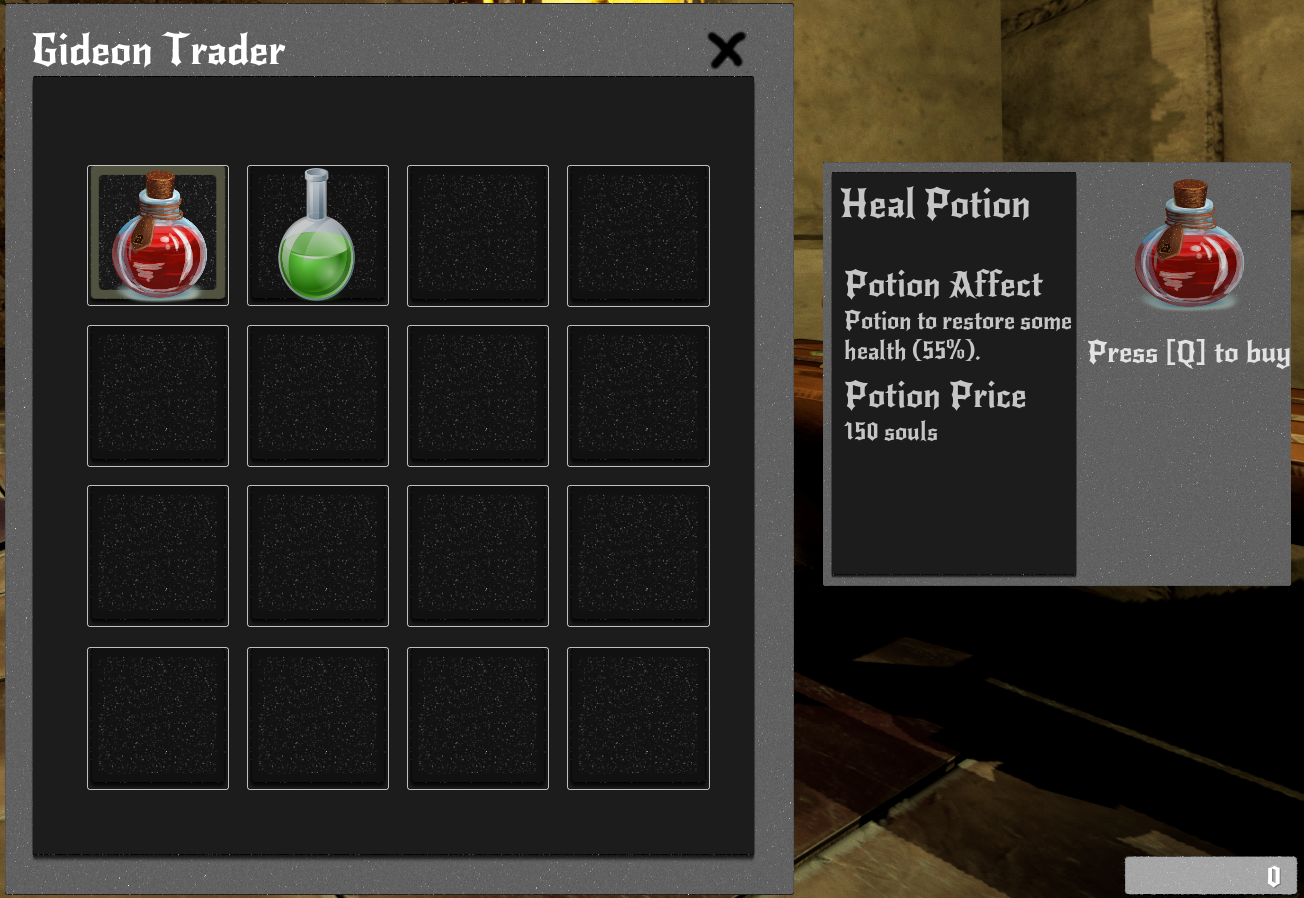 Gideon Trader
Heal Potion
Potion Affect
Potion to restore some
health (55%).
Potion Price
150 souls
Press [Q] to buy
0